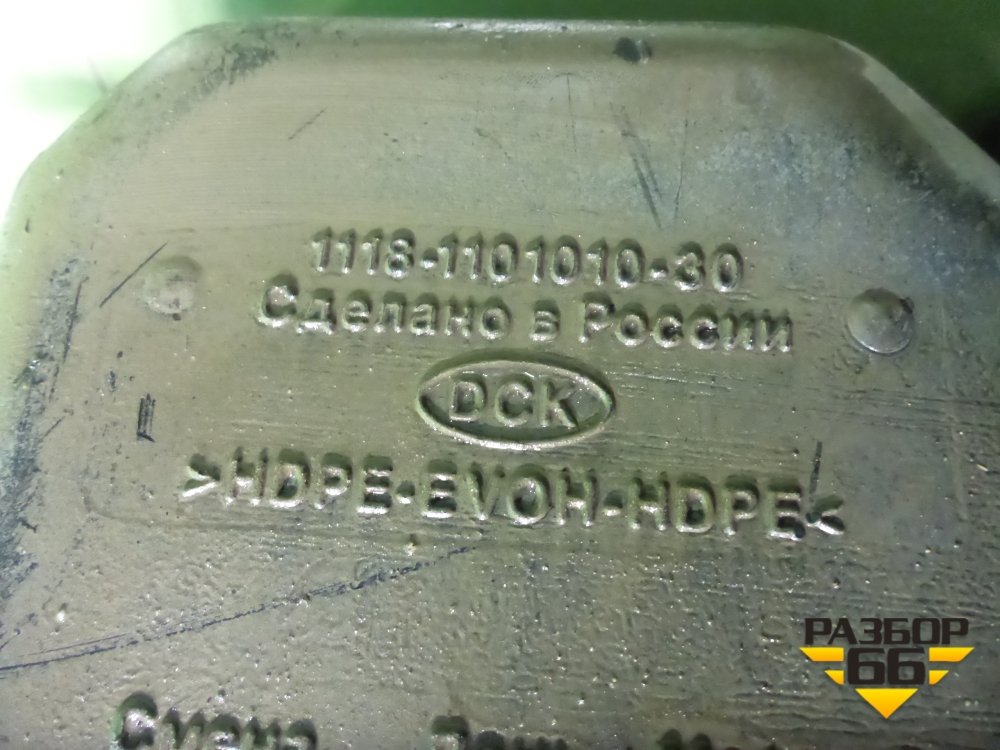 1118-1101010-30
Сделано в России
DCK
>HDPE-EVOH-HDPE<
РАЗБОР
66